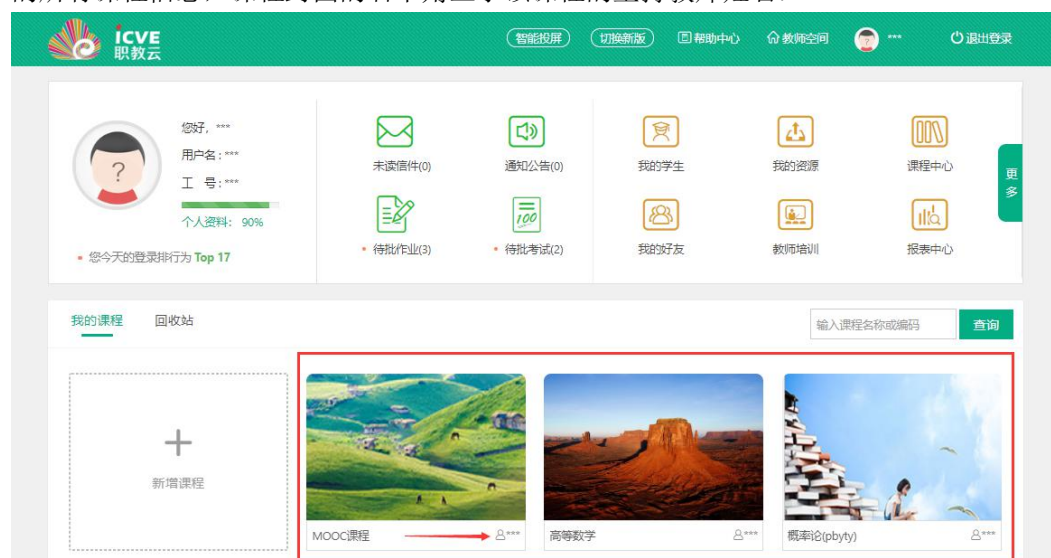 iCVE
职教云
智能投屏
切换新版
帮助中心
教师空间
***
退出登录
您好, ***
用户名：***
工 号：***
个人资料： 90%
您今天的登录排行为 Top 17
未读信件(0)
通知公告(0)
100
待批作业(3)
待批考试(2)
我的学生
我的资源
课程中心
我的好友
教师培训
报表中心
更多
我的课程
回收站
输入课程名称或编码
查询
新增课程
MOOC课程
***
高等数学
***
概率论(pbyty)
***